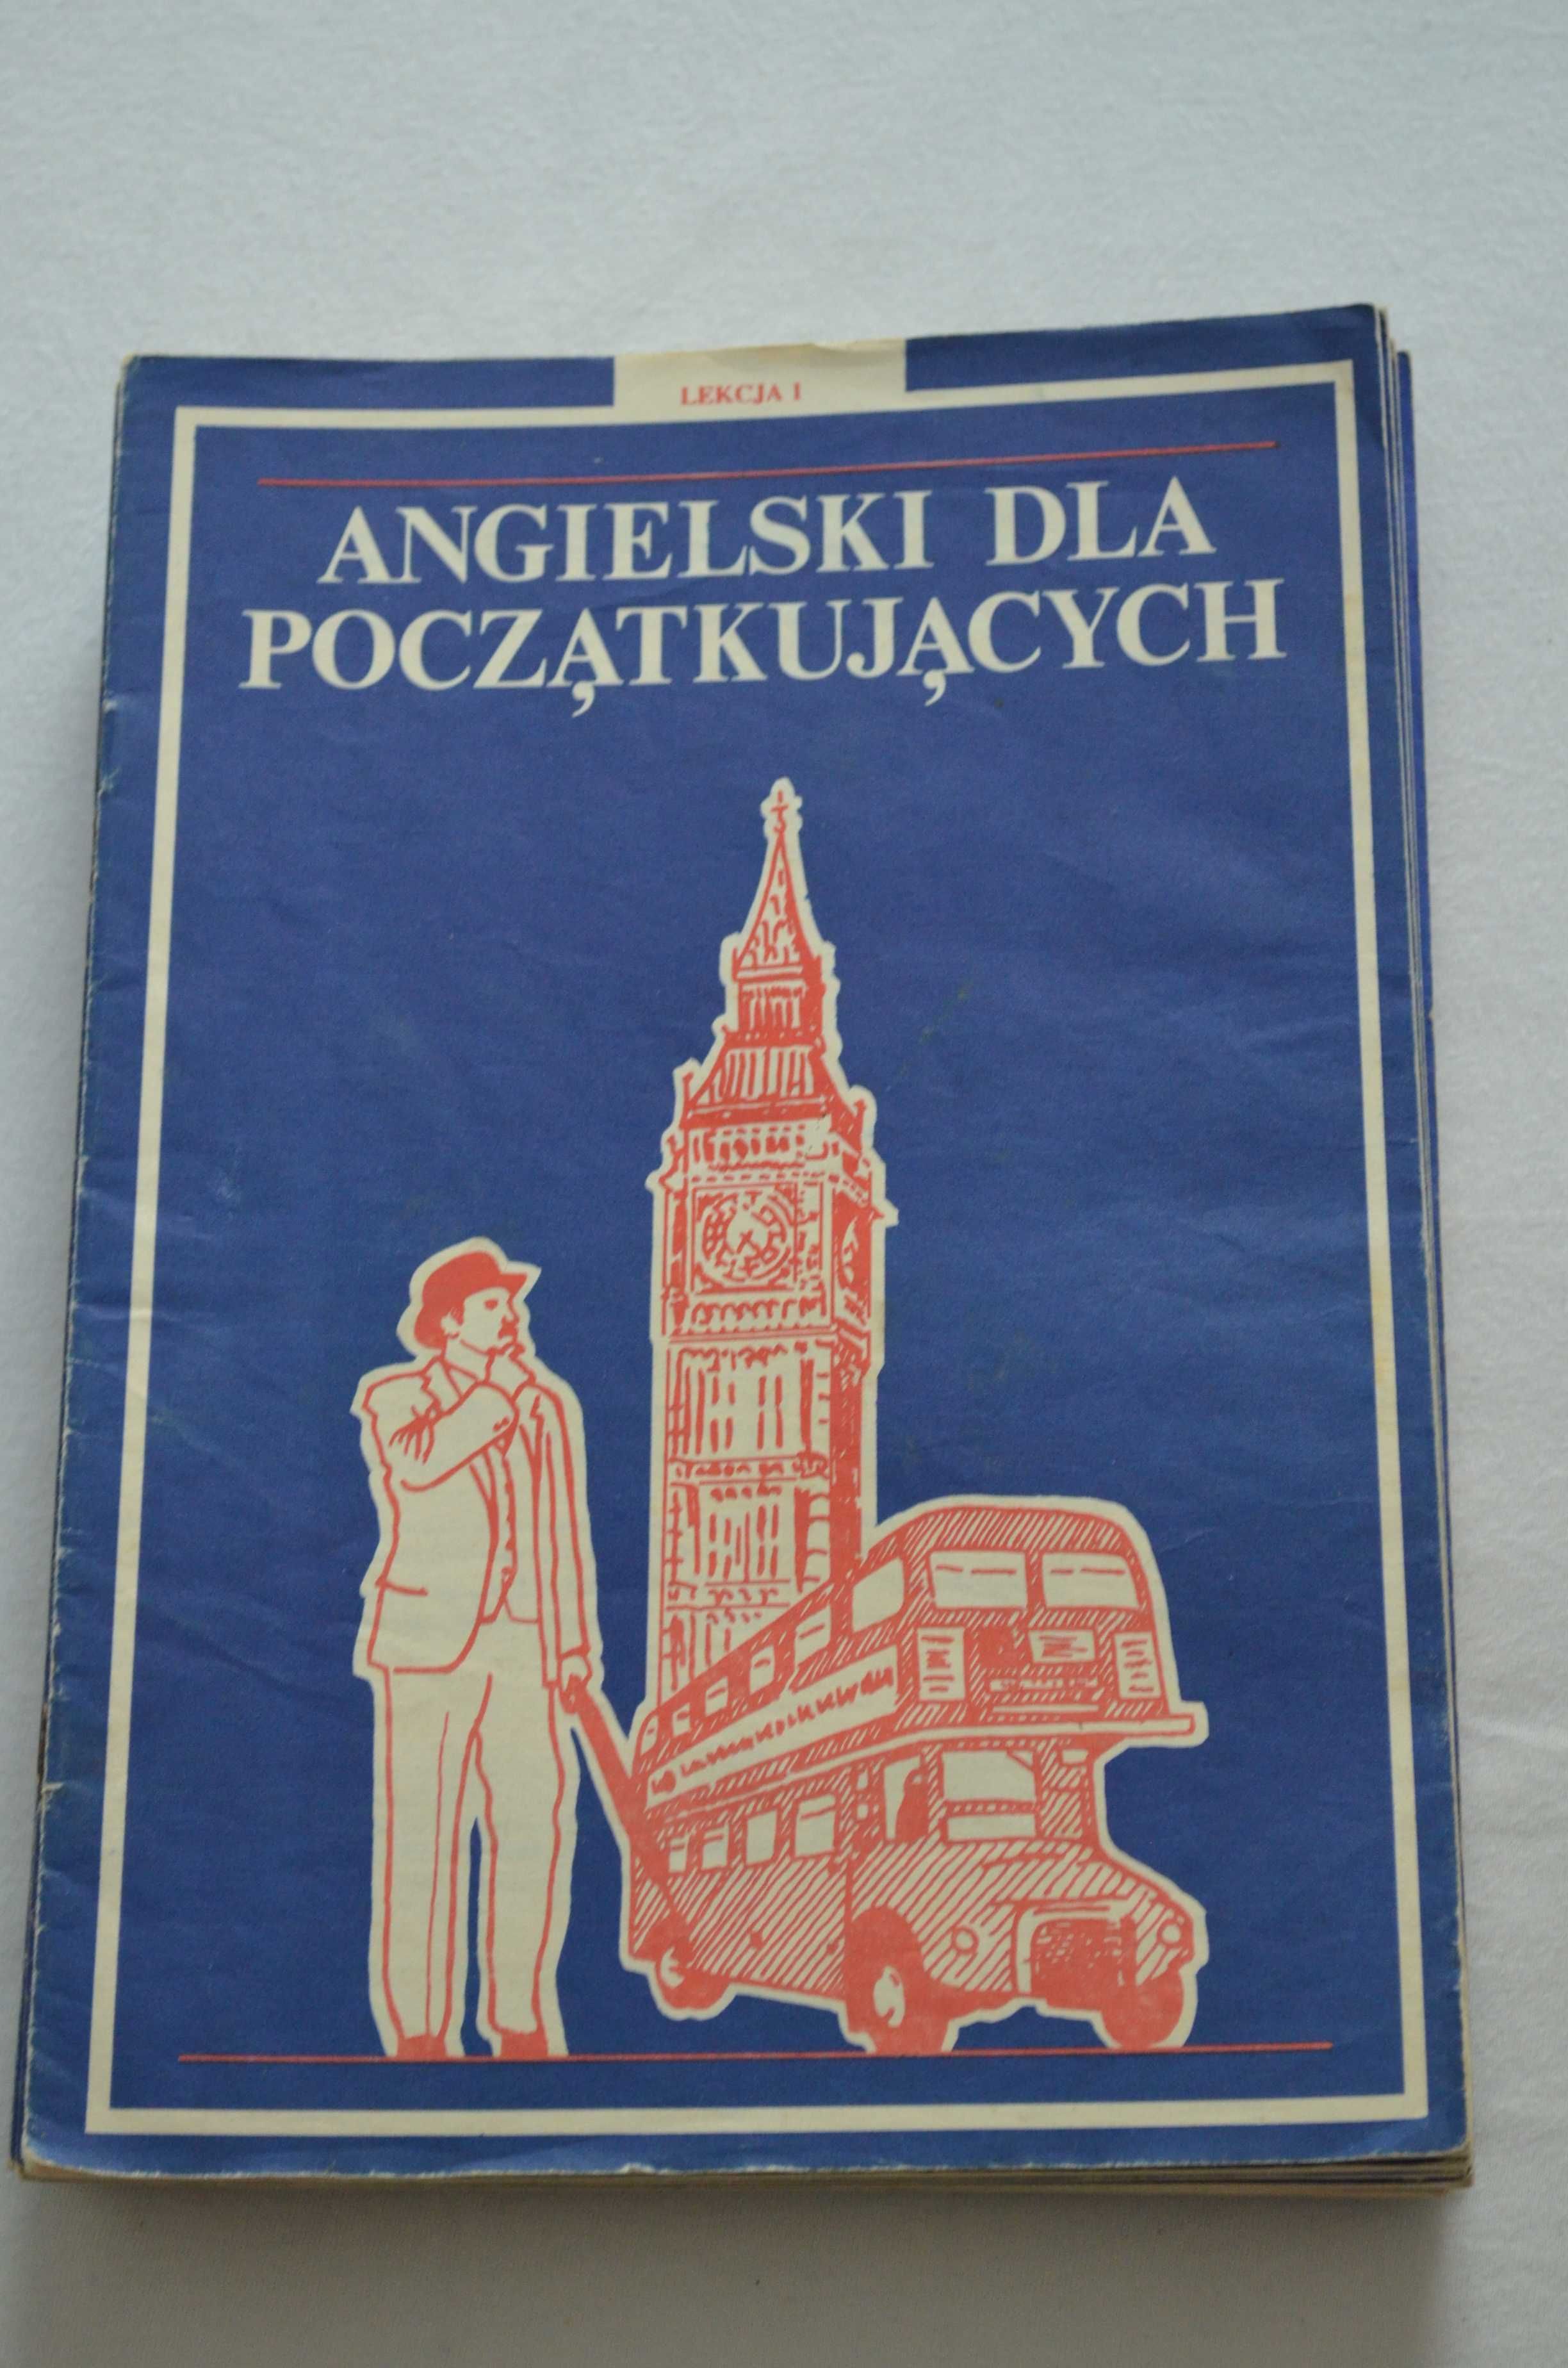 LEKCJA 1
ANGIELSKI DLA
POCZĄTKUJĄCYCH